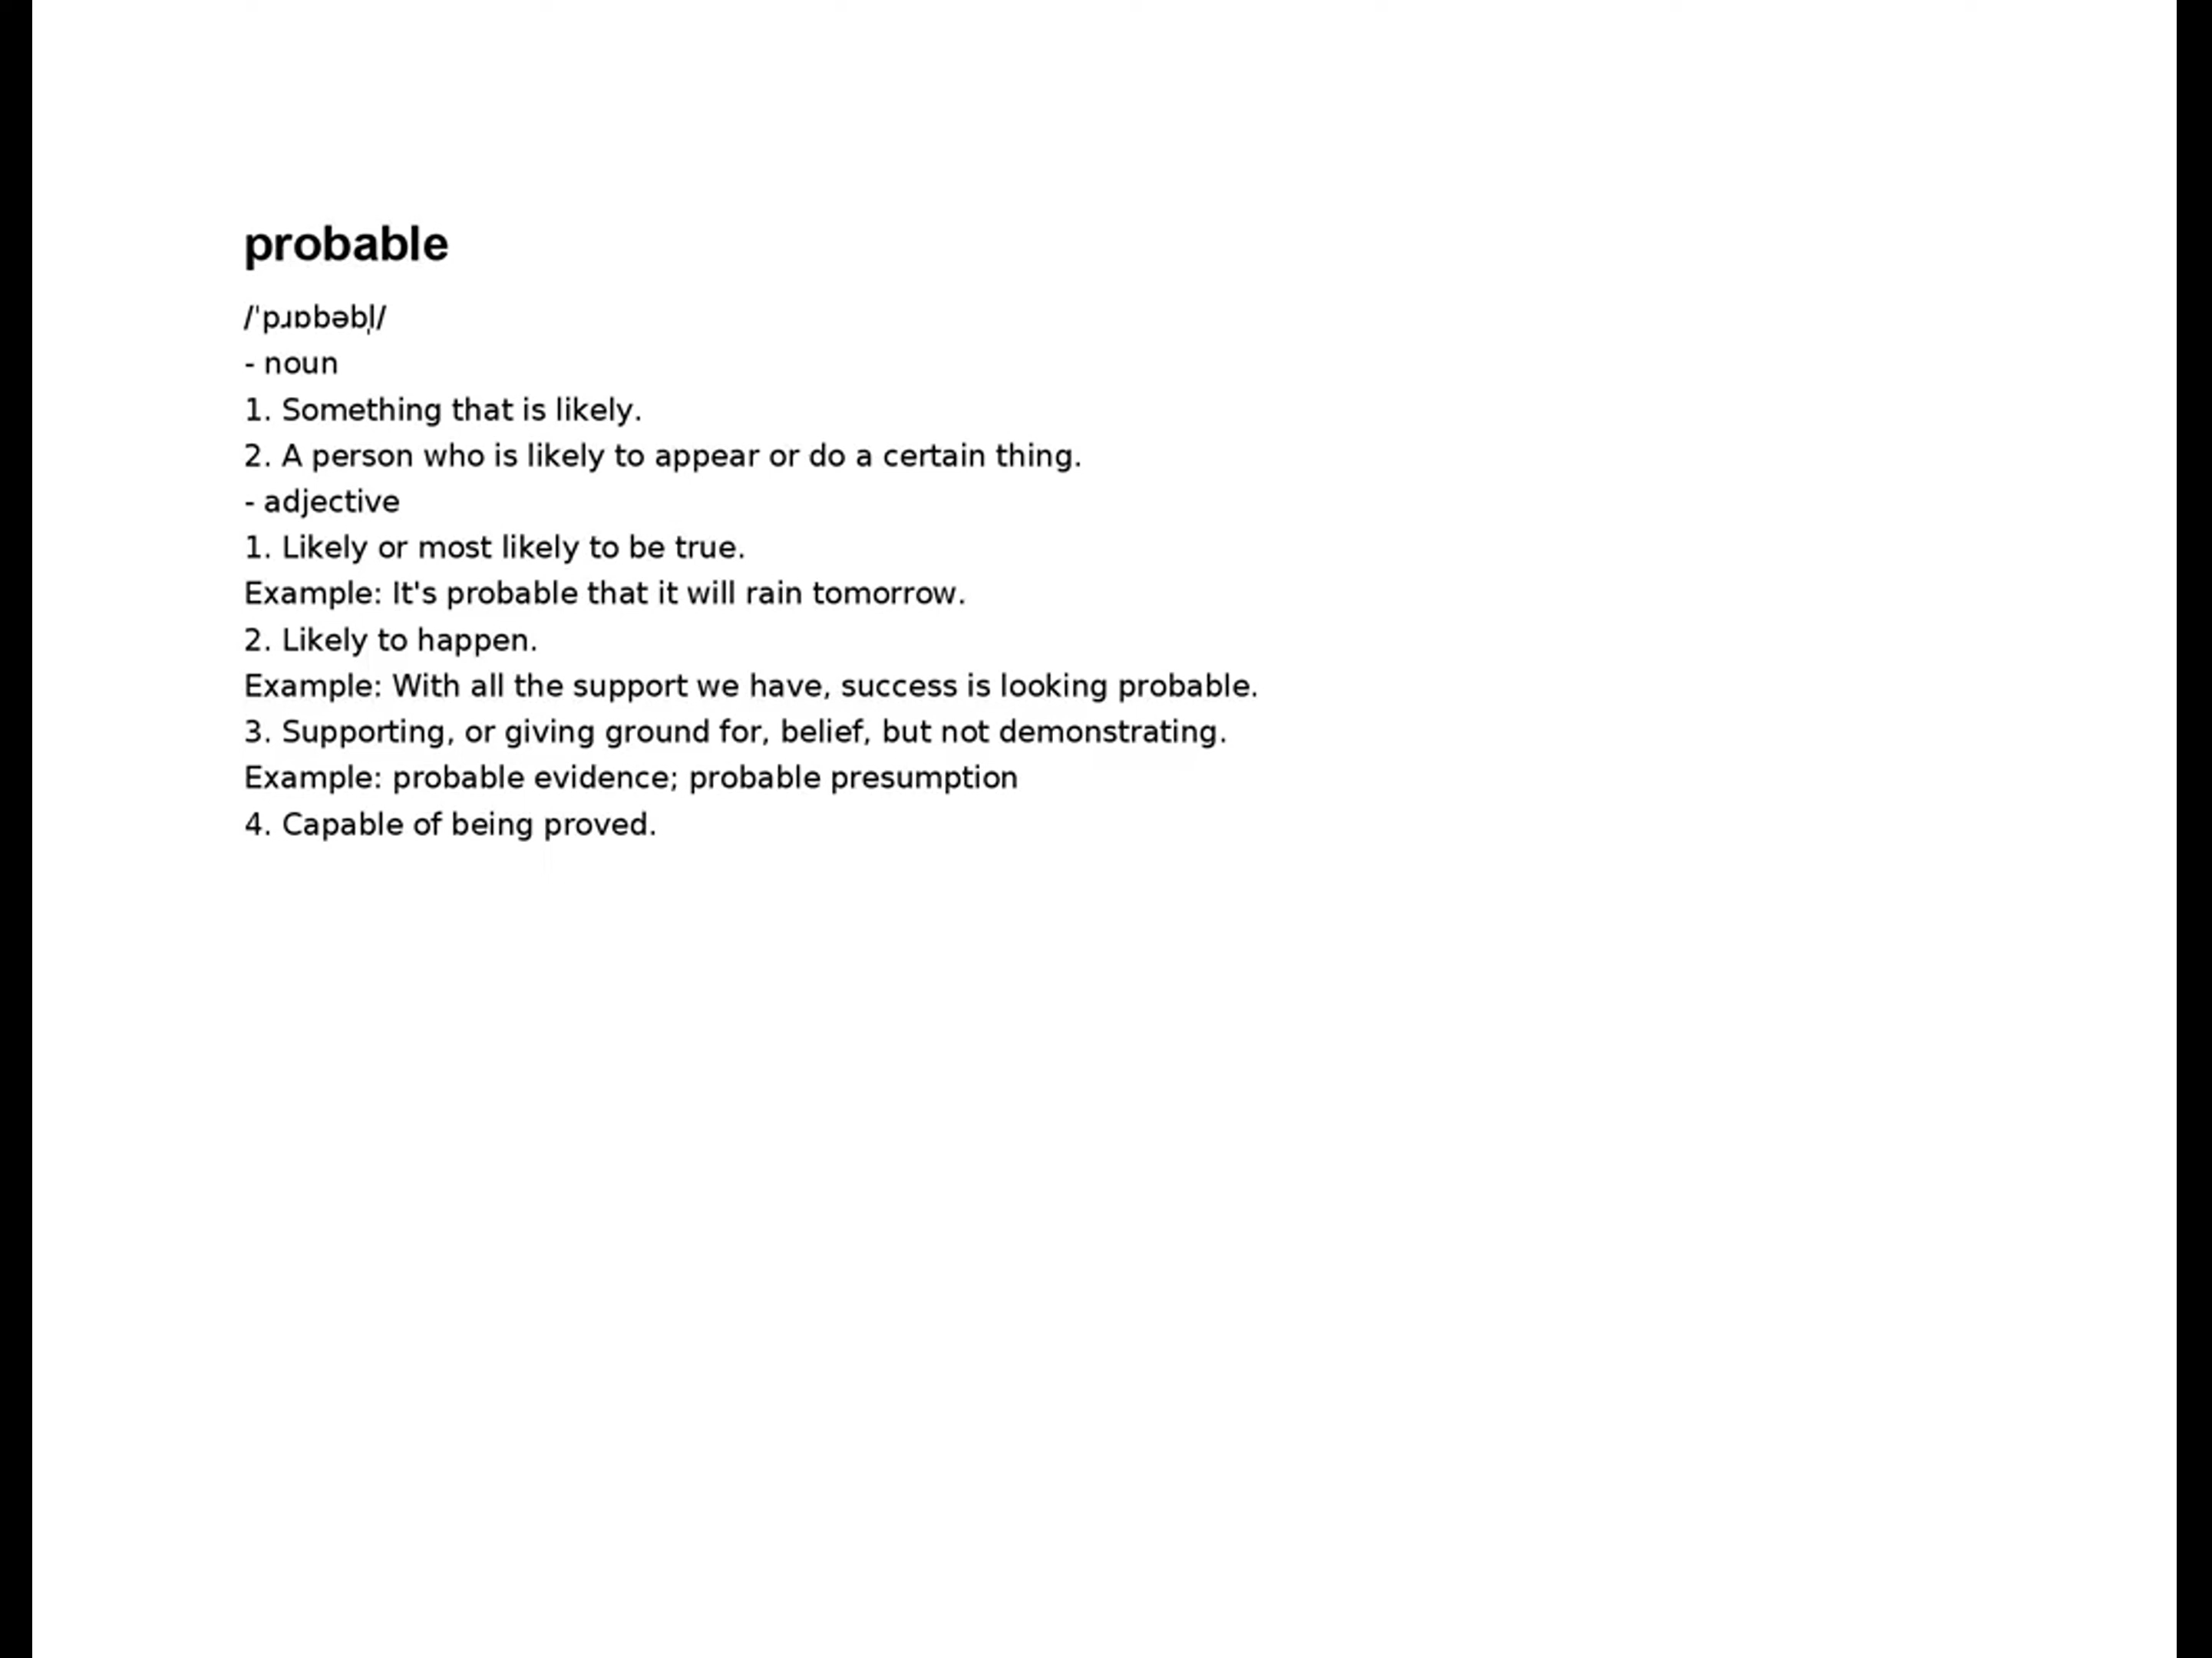 probable
/ˈpɹɒbəbl̩/
- noun
1. Something that is likely.
2. A person who is likely to appear or do a certain thing.
- adjective
1. Likely or most likely to be true.
Example: It's probable that it will rain tomorrow.
2. Likely to happen.
Example: With all the support we have, success is looking probable.
3. Supporting, or giving ground for, belief, but not demonstrating.
Example: probable evidence; probable presumption
4. Capable of being proved.